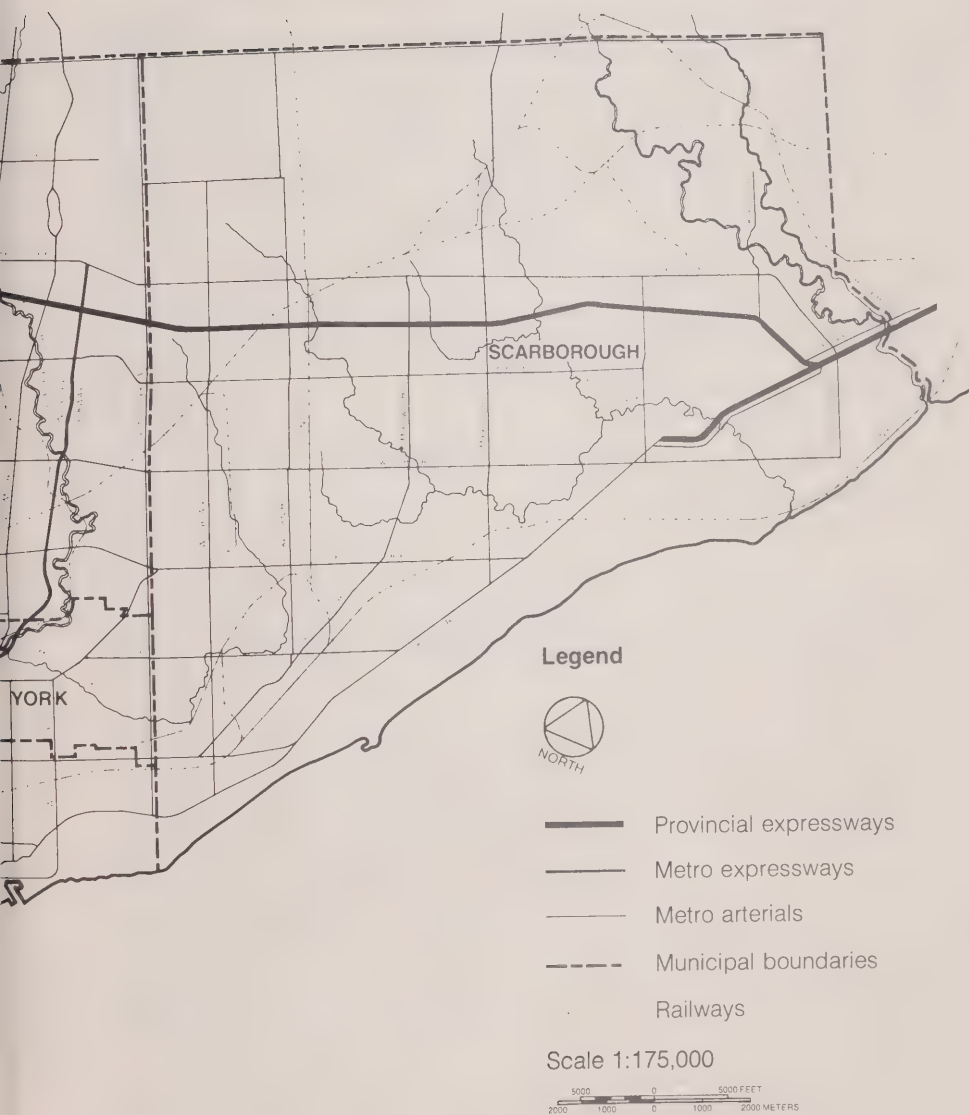 SCARBOROUGH
YORK
Legend
NORTH
Provincial expressways
Metro expressways
Metro arterials
Municipal boundaries
Railways
Scale 1:175,000
5000 0 5000 FEET
2000 1000 0 1000 2000 METERS